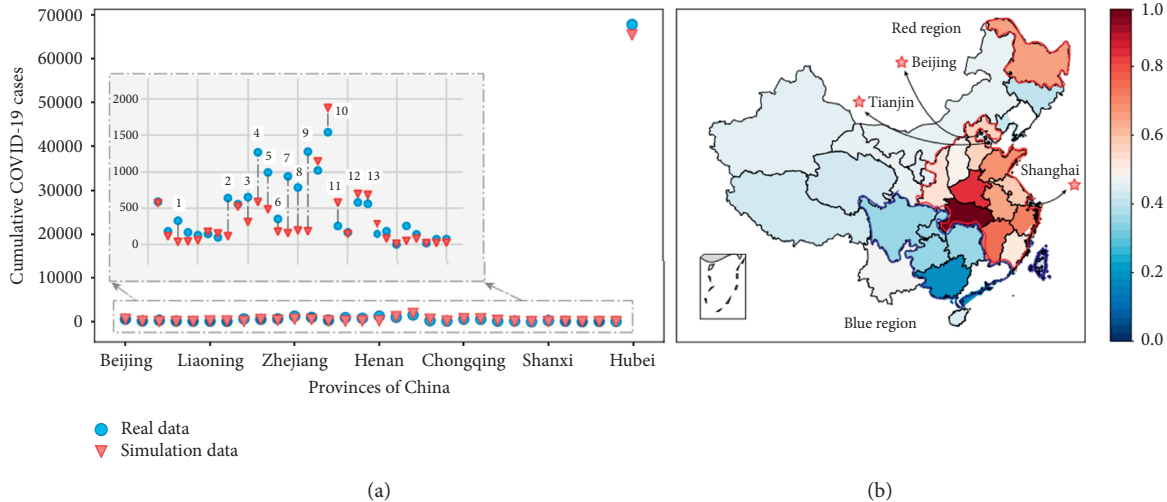 70000
60000
50000
40000
30000
20000
10000
0
Cumulative COVID-19 cases
2000
1500
1000
500
0
1
2
3
4
5
6
7
8
9
10
11
12
13
Beijing
Liaoning
Zhejiang
Henan
Chongqing
Shanxi
Hubei
Provinces of China
Real data
Simulation data
(a)
Red region
Beijing
Tianjin
Shanghai
Blue region
1.0
0.8
0.6
0.4
0.2
0.0
(b)